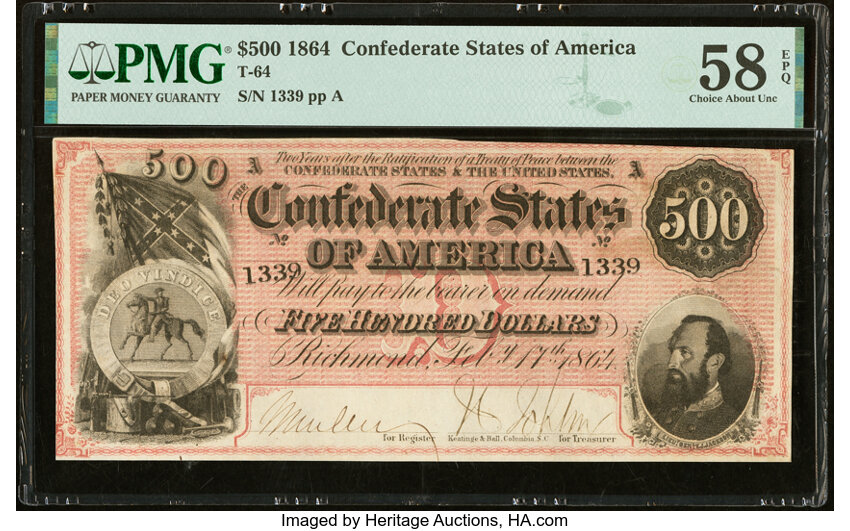 PMG®
PAPER MONEY GUARANTY
$500 1864 Confederate States of America
T-64
S/N 1339 pp A
58 EPQ
Choice About Unc
500 A Two Years after the Ratification of a Treaty of Peace between the A
CONFEDERATE STATES & THE UNITED STATES,
THE
Confederate States
500
No OF AMERICA No
1339 1339
Will pay to the bearer on demand
D
FIVE HUNDRED DOLLARS
Richmond, Feby. 17th, 1864
DEO VINDICE
for Register Keatinge & Ball, Columbia, S.C. for Treasurer
Imaged by Heritage Auctions, HA.com